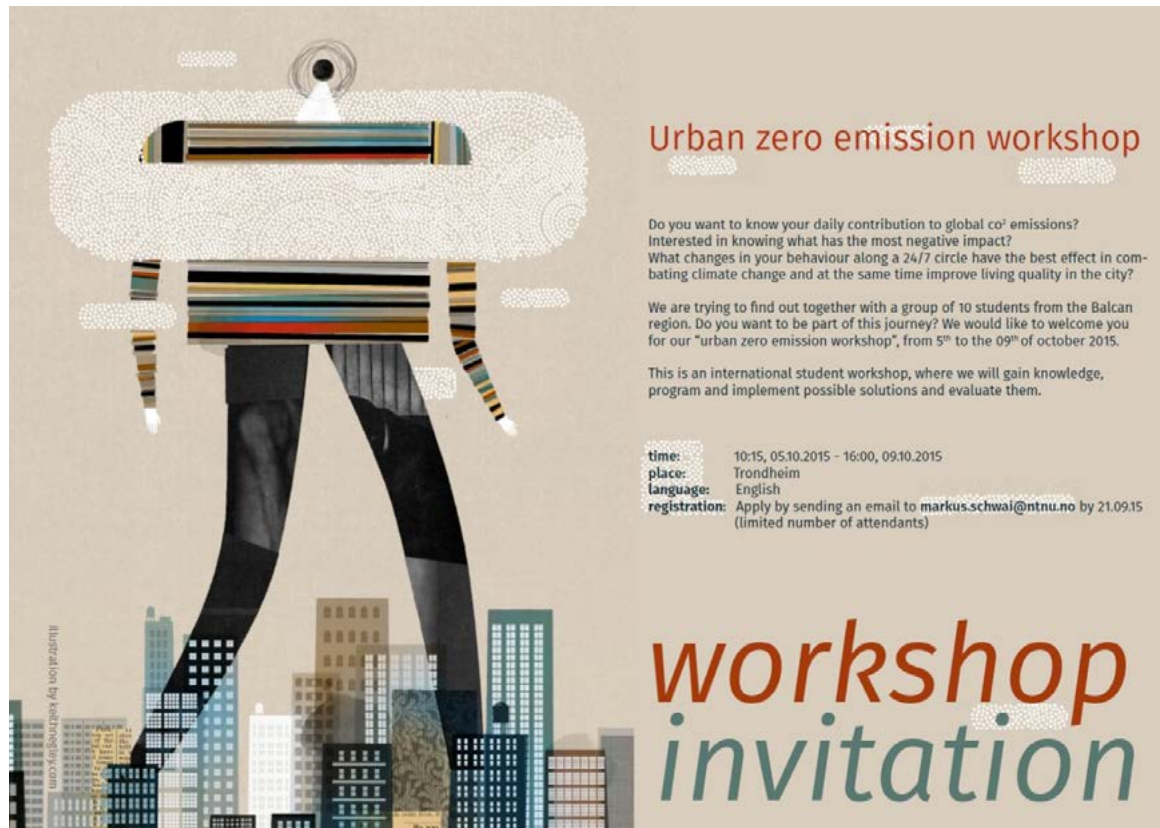 Urban zero emission workshop
Do you want to know your daily contribution to global co² emissions?
Interested in knowing what has the most negative impact?
What changes in your behaviour along a 24/7 circle have the best effect in com-
bating climate change and at the same time improve living quality in the city?
We are trying to find out together with a group of 10 students from the Balcan
region. Do you want to be part of this journey? We would like to welcome you
for our "urban zero emission workshop", from 5th to the 09th of october 2015.
This is an international student workshop, where we will gain knowledge,
program and implement possible solutions and evaluate them.
time: 10:15, 05.10.2015 - 16:00, 09.10.2015
place: Trondheim
language: English
registration: Apply by sending an email to markus.schwai@ntnu.no by 21.09.15
(limited number of attendants)
workshop
invitation
illustration by keithnegley.com